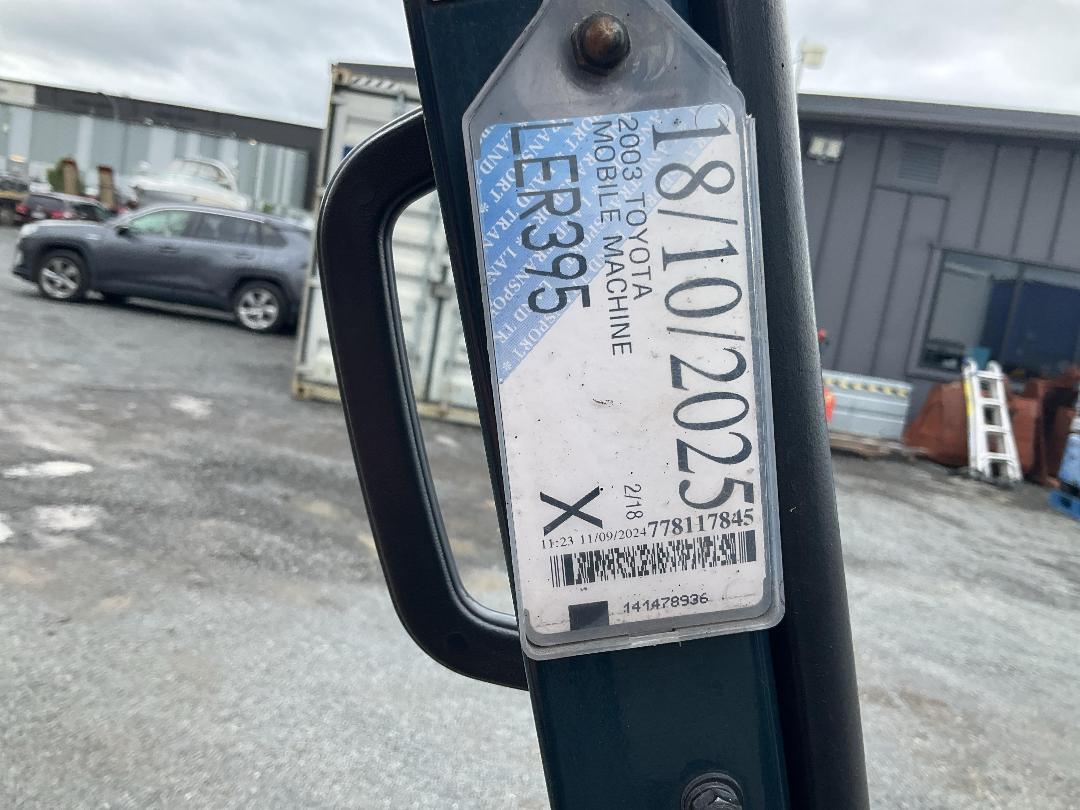 18/10/2025
2003 TOYOTA
MOBILE MACHINE
LER395
2/18
X
11:23 11/09/2024 778117845
141478936